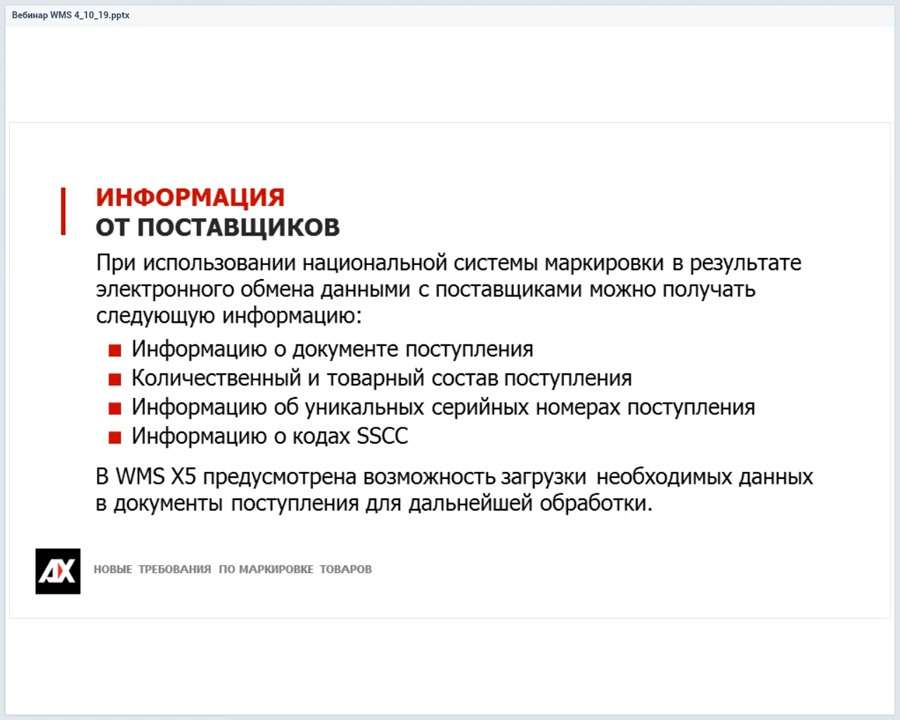 Вебинар WMS 4_10_19.pptx
ИНФОРМАЦИЯ
ОТ ПОСТАВЩИКОВ
При использовании национальной системы маркировки в результате
электронного обмена данными с поставщиками можно получать
следующую информацию:
Информацию о документе поступления
Количественный и товарный состав поступления
Информацию об уникальных серийных номерах поступления
Информацию о кодах SSCC
В WMS X5 предусмотрена возможность загрузки необходимых данных
в документы поступления для дальнейшей обработки.
AX НОВЫЕ ТРЕБОВАНИЯ ПО МАРКИРОВКЕ ТОВАРОВ